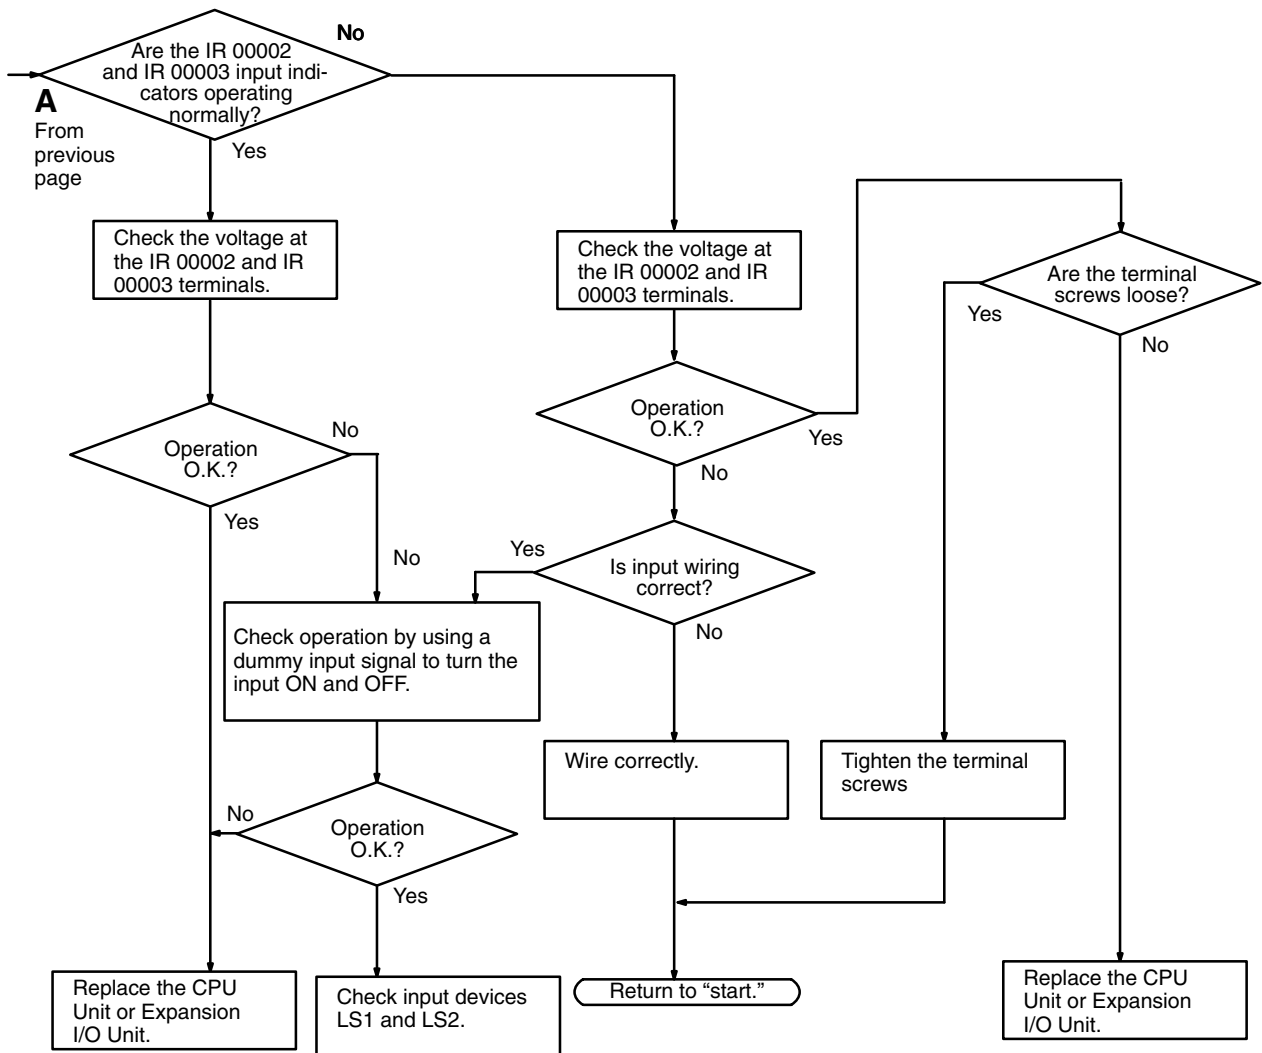 No
Are the IR 00002
and IR 00003 input indi-
cators operating
normally?
A
From
previous
page
Yes
Check the voltage at
the IR 00002 and IR
00003 terminals.
Check the voltage at
the IR 00002 and IR
00003 terminals.
Are the terminal
screws loose?
Yes
No
Operation
O.K.?
Yes
No
Operation
O.K.?
No
Yes
No
Yes
Is input wiring
correct?
No
Check operation by using a
dummy input signal to turn the
input ON and OFF.
Wire correctly.
Tighten the terminal
screws
No
Operation
O.K.?
Yes
Replace the CPU
Unit or Expansion
I/O Unit.
Check input devices
LS1 and LS2.
Return to “start.”
Replace the CPU
Unit or Expansion
I/O Unit.